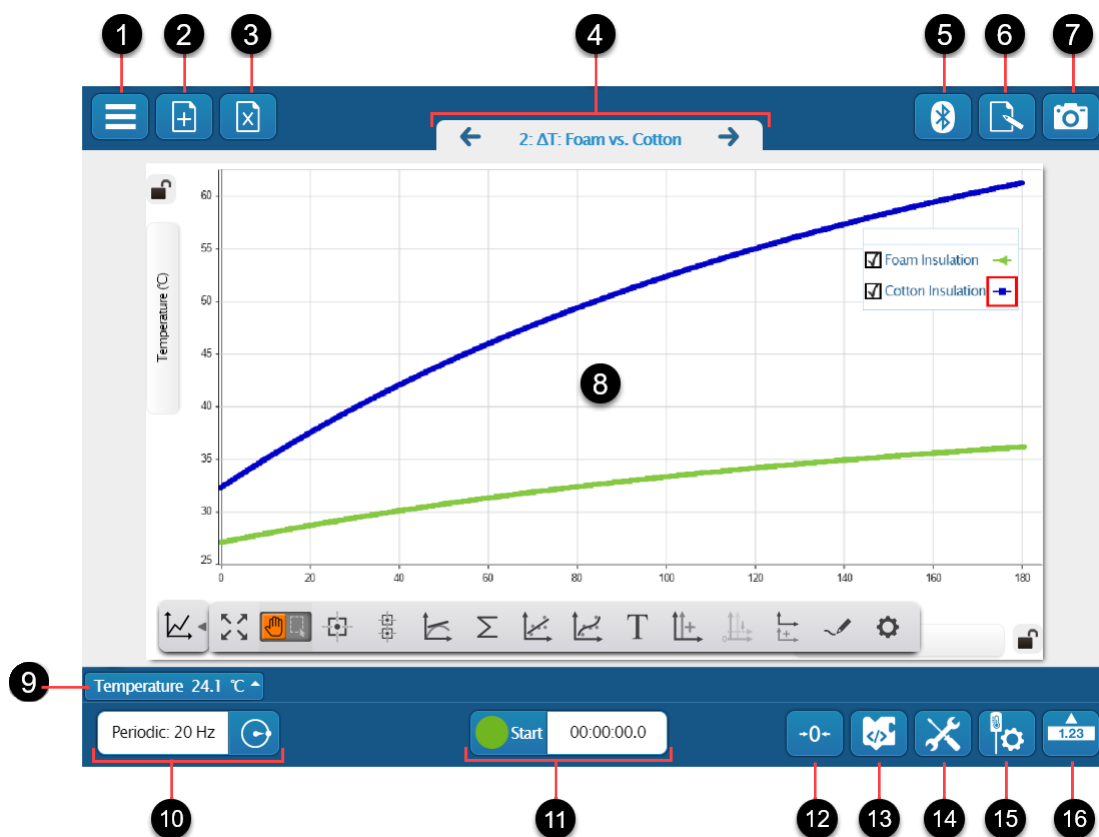 1
2
3
4
5
6
7
2: ΔT: Foam vs. Cotton
Temperature (℃)
60
55
50
45
40
35
30
25
Foam Insulation
Cotton Insulation
8
0 20 40 60 80 100 120 140 160 180
Σ
T
9
Temperature 24.1 ℃
Periodic: 20 Hz
Start 00:00:00.0
→0←
</>
1.23
10
11
12
13
14
15
16